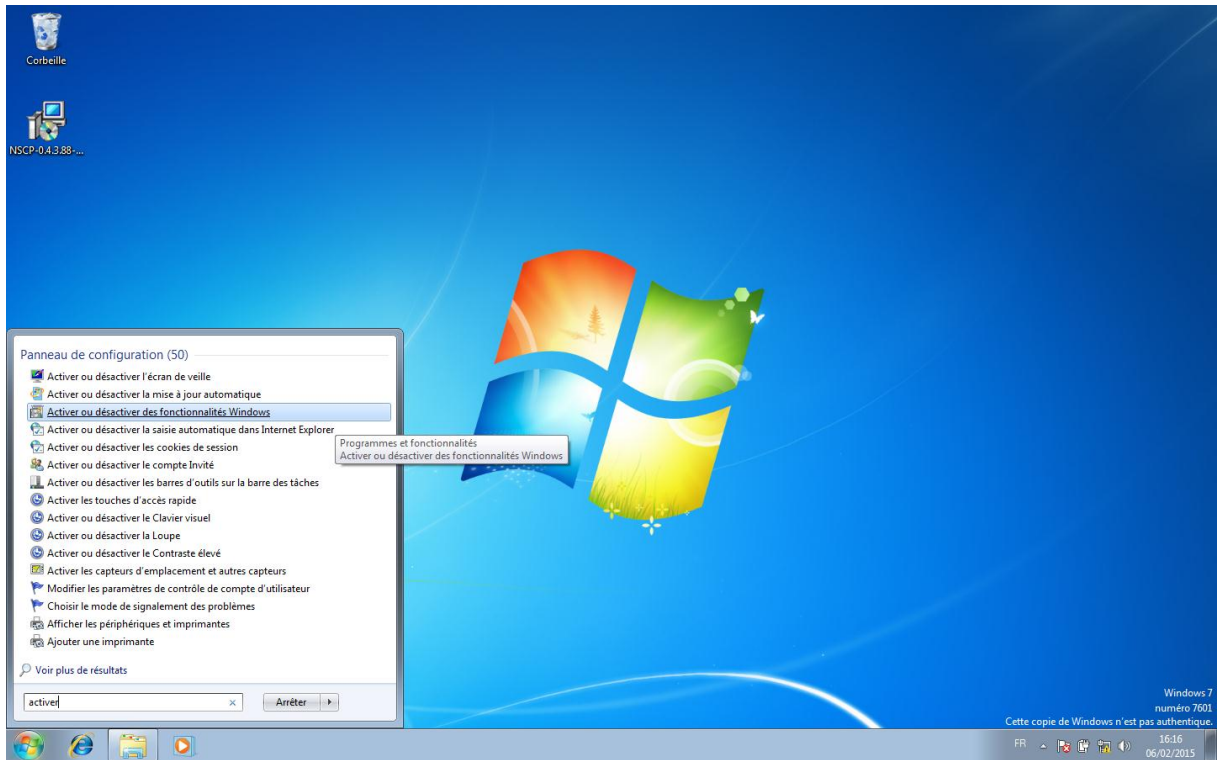 Corbeille
NSCP-0.4.3.88-...
Panneau de configuration (50)
Activer ou désactiver l'écran de veille
Activer ou désactiver la mise à jour automatique
Activer ou désactiver des fonctionnalités Windows
Activer ou désactiver la saisie automatique dans Internet Explorer
Activer ou désactiver les cookies de session
Activer ou désactiver le compte Invité
Activer ou désactiver les barres d'outils sur la barre des tâches
Activer les touches d'accès rapide
Activer ou désactiver le Clavier visuel
Activer ou désactiver la Loupe
Activer ou désactiver le Contraste élevé
Activer les capteurs d'emplacement et autres capteurs
Modifier les paramètres de contrôle de compte d'utilisateur
Choisir le mode de signalement des problèmes
Afficher les périphériques et imprimantes
Ajouter une imprimante
Voir plus de résultats
activer
Arrêter
Programmes et fonctionnalités
Activer ou désactiver des fonctionnalités Windows
Windows 7
numéro 7601
Cette copie de Windows n'est pas authentique.
FR
16:16
06/02/2015